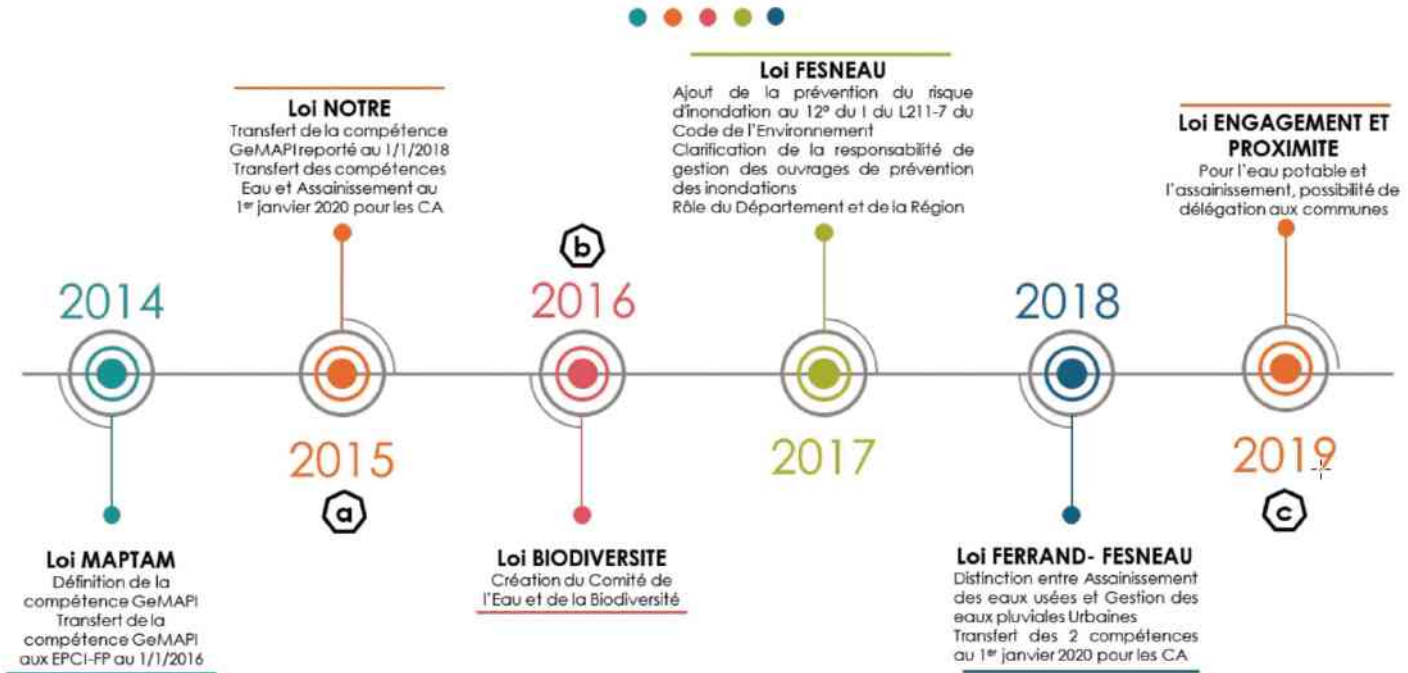 Loi NOTRE
Transfert de la compétence
GeMAPI reporté au 1/1/2018
Transfert des compétences
Eau et Assainissement au
1er janvier 2020 pour les CA
Loi FESNEAU
Ajout de la prévention du risque
d'inondation au 12° du I du L211-7 du
Code de l'Environnement
Clarification de la responsabilité de
gestion des ouvrages de prévention
des inondations
Rôle du Département et de la Région
Loi ENGAGEMENT ET
PROXIMITE
Pour l'eau potable et
l'assainissement, possibilité de
délégation aux communes
b
2014
2016
2018
2015
2017
2019
a
c
Loi MAPTAM
Définition de la
compétence GeMAPI
Transfert de la
compétence GeMAPI
aux EPCI-FP au 1/1/2016
Loi BIODIVERSITE
Création du Comité de
l'Eau et de la Biodiversité
Loi FERRAND- FESNEAU
Distinction entre Assainissement
des eaux usées et Gestion des
eaux pluviales Urbaines
Transfert des 2 compétences
au 1er janvier 2020 pour les CA